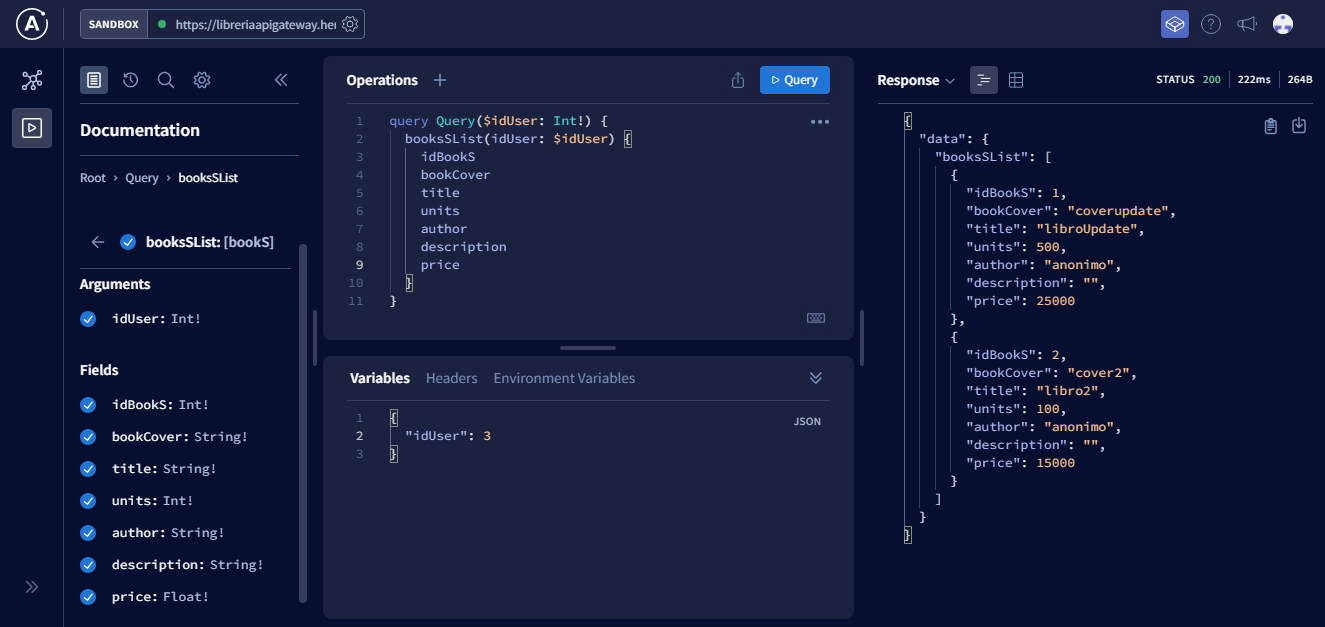 SANDBOX https://libreriaapigateway.her
Documentation
Root › Query › booksSList
booksSList: [bookS]
Arguments
idUser: Int!
Fields
idBookS: Int!
bookCover: String!
title: String!
units: Int!
author: String!
description: String!
price: Float!
Operations
Query
1 query Query($idUser: Int!) {
2 booksSList(idUser: $idUser) {
3 idBookS
4 bookCover
5 title
6 units
7 author
8 description
9 price
10 }
11 }
Variables Headers Environment Variables
JSON
1 {
2 "idUser": 3
3 }
Response STATUS 200 222ms 264B
{
"data": {
"booksSList": [
{
"idBookS": 1,
"bookCover": "coverupdate",
"title": "libroUpdate",
"units": 500,
"author": "anonimo",
"description": "",
"price": 25000
},
{
"idBookS": 2,
"bookCover": "cover2",
"title": "libro2",
"units": 100,
"author": "anonimo",
"description": "",
"price": 15000
}
]
}
}